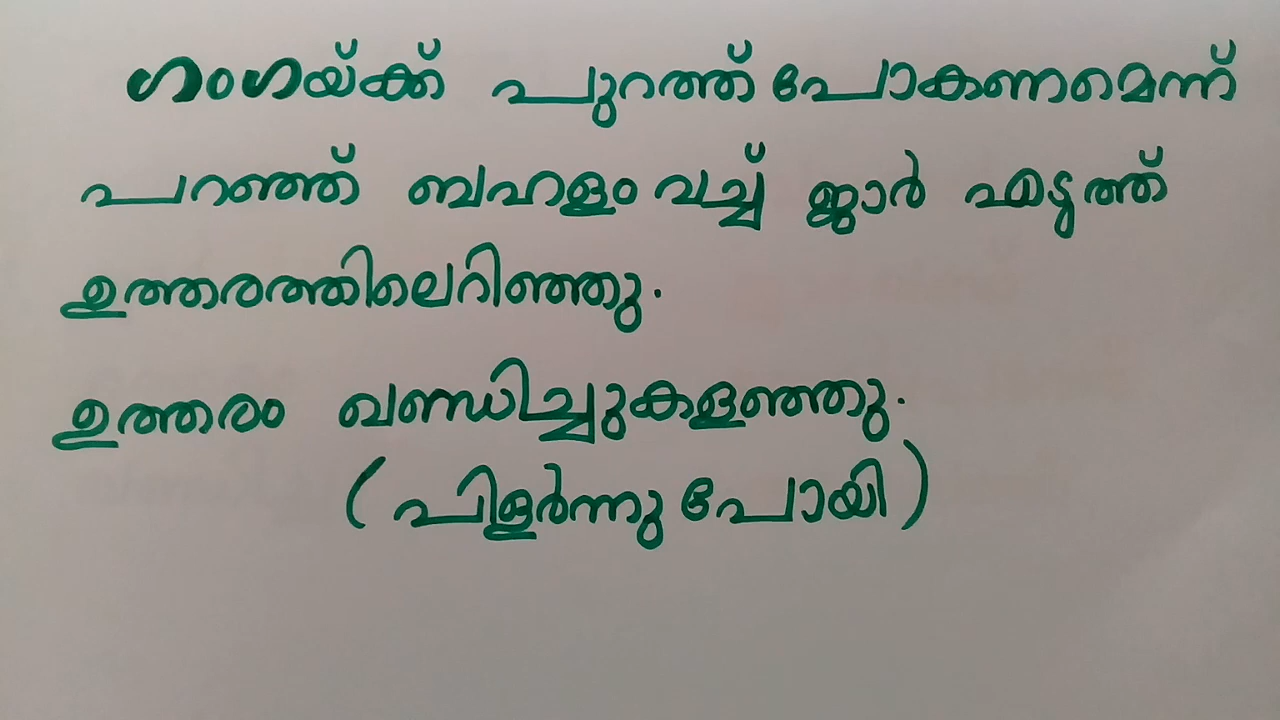 ഗംഗയ്ക്ക് പുറത്ത് പോകണമെന്ന്
പറഞ്ഞ് ബഹളം വച്ച് ജാർ എടുത്ത്
ഉത്തരത്തിലെറിഞ്ഞു.
ഉത്തരം ഖണ്ഡിച്ചുകളഞ്ഞു.
(പിളർന്നു പോയി)